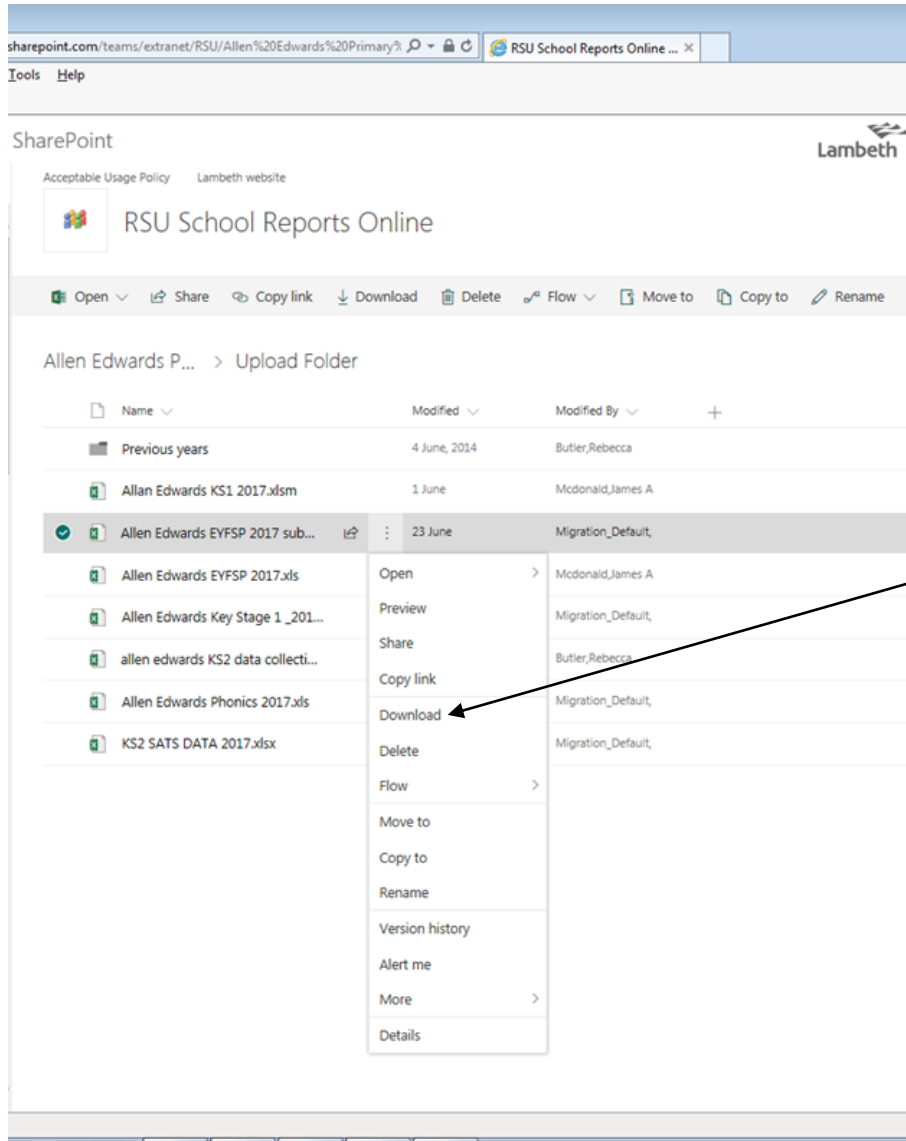 sharepoint.com/teams/extranet/RSU/Allen%20Edwards%20Primary% RSU School Reports Online ... ×
Tools Help
SharePoint
Lambeth
Acceptable Usage Policy Lambeth website
RSU School Reports Online
Open Share Copy link Download Delete Flow Move to Copy to Rename
Allen Edwards P... > Upload Folder
Name Modified Modified By +
Previous years 4 June, 2014 Butler,Rebecca
Allan Edwards KS1 2017.xlsm 1 June Mcdonald,James A
Allen Edwards EYFSP 2017 sub... 23 June Migration_Default,
Allen Edwards EYFSP 2017.xls Mcdonald,James A
Allen Edwards Key Stage 1 _201... Migration_Default,
allen edwards KS2 data collecti... Butler,Rebecca
Allen Edwards Phonics 2017.xls Migration_Default,
KS2 SATS DATA 2017.xlsx Migration_Default,
Open
Preview
Share
Copy link
Download
Delete
Flow
Move to
Copy to
Rename
Version history
Alert me
More
Details